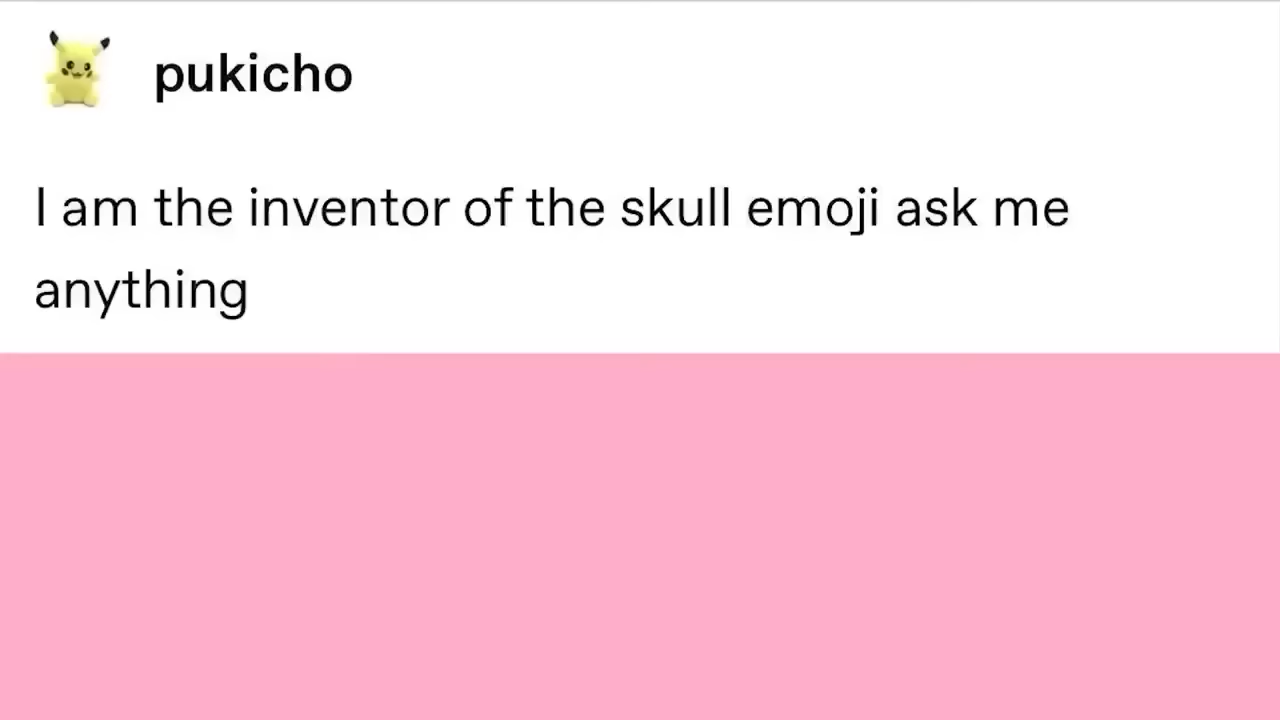 pukicho
I am the inventor of the skull emoji ask me
anything